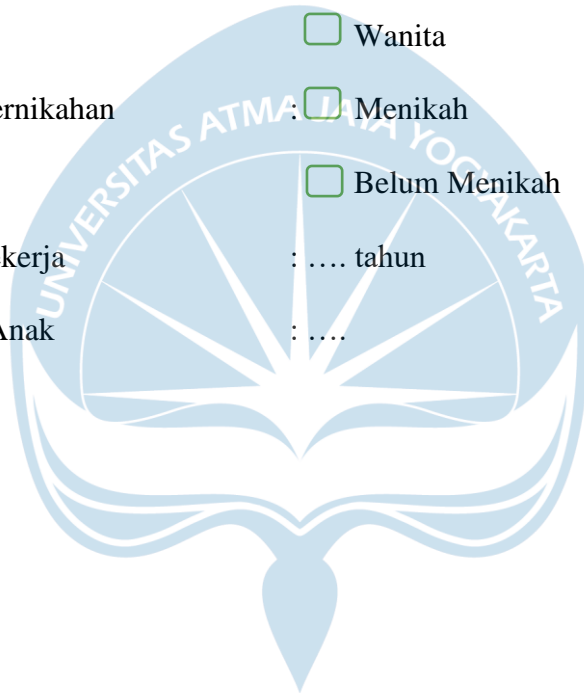 Wanita
ernikahan : Menikah
Belum Menikah
kerja : …. tahun
Anak : ….
UNIVERSITAS ATMA JAYA YOGYAKARTA